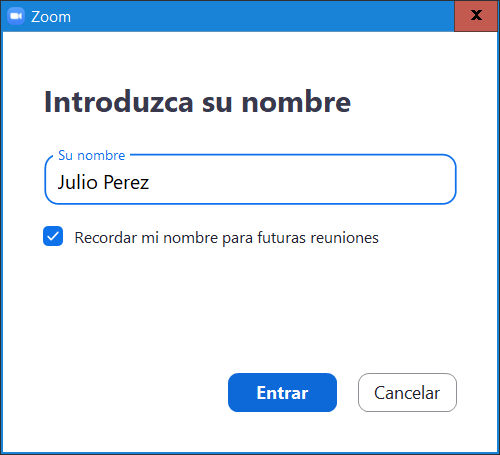 Zoom
Introduzca su nombre
Su nombre
Julio Perez
Recordar mi nombre para futuras reuniones
Entrar
Cancelar